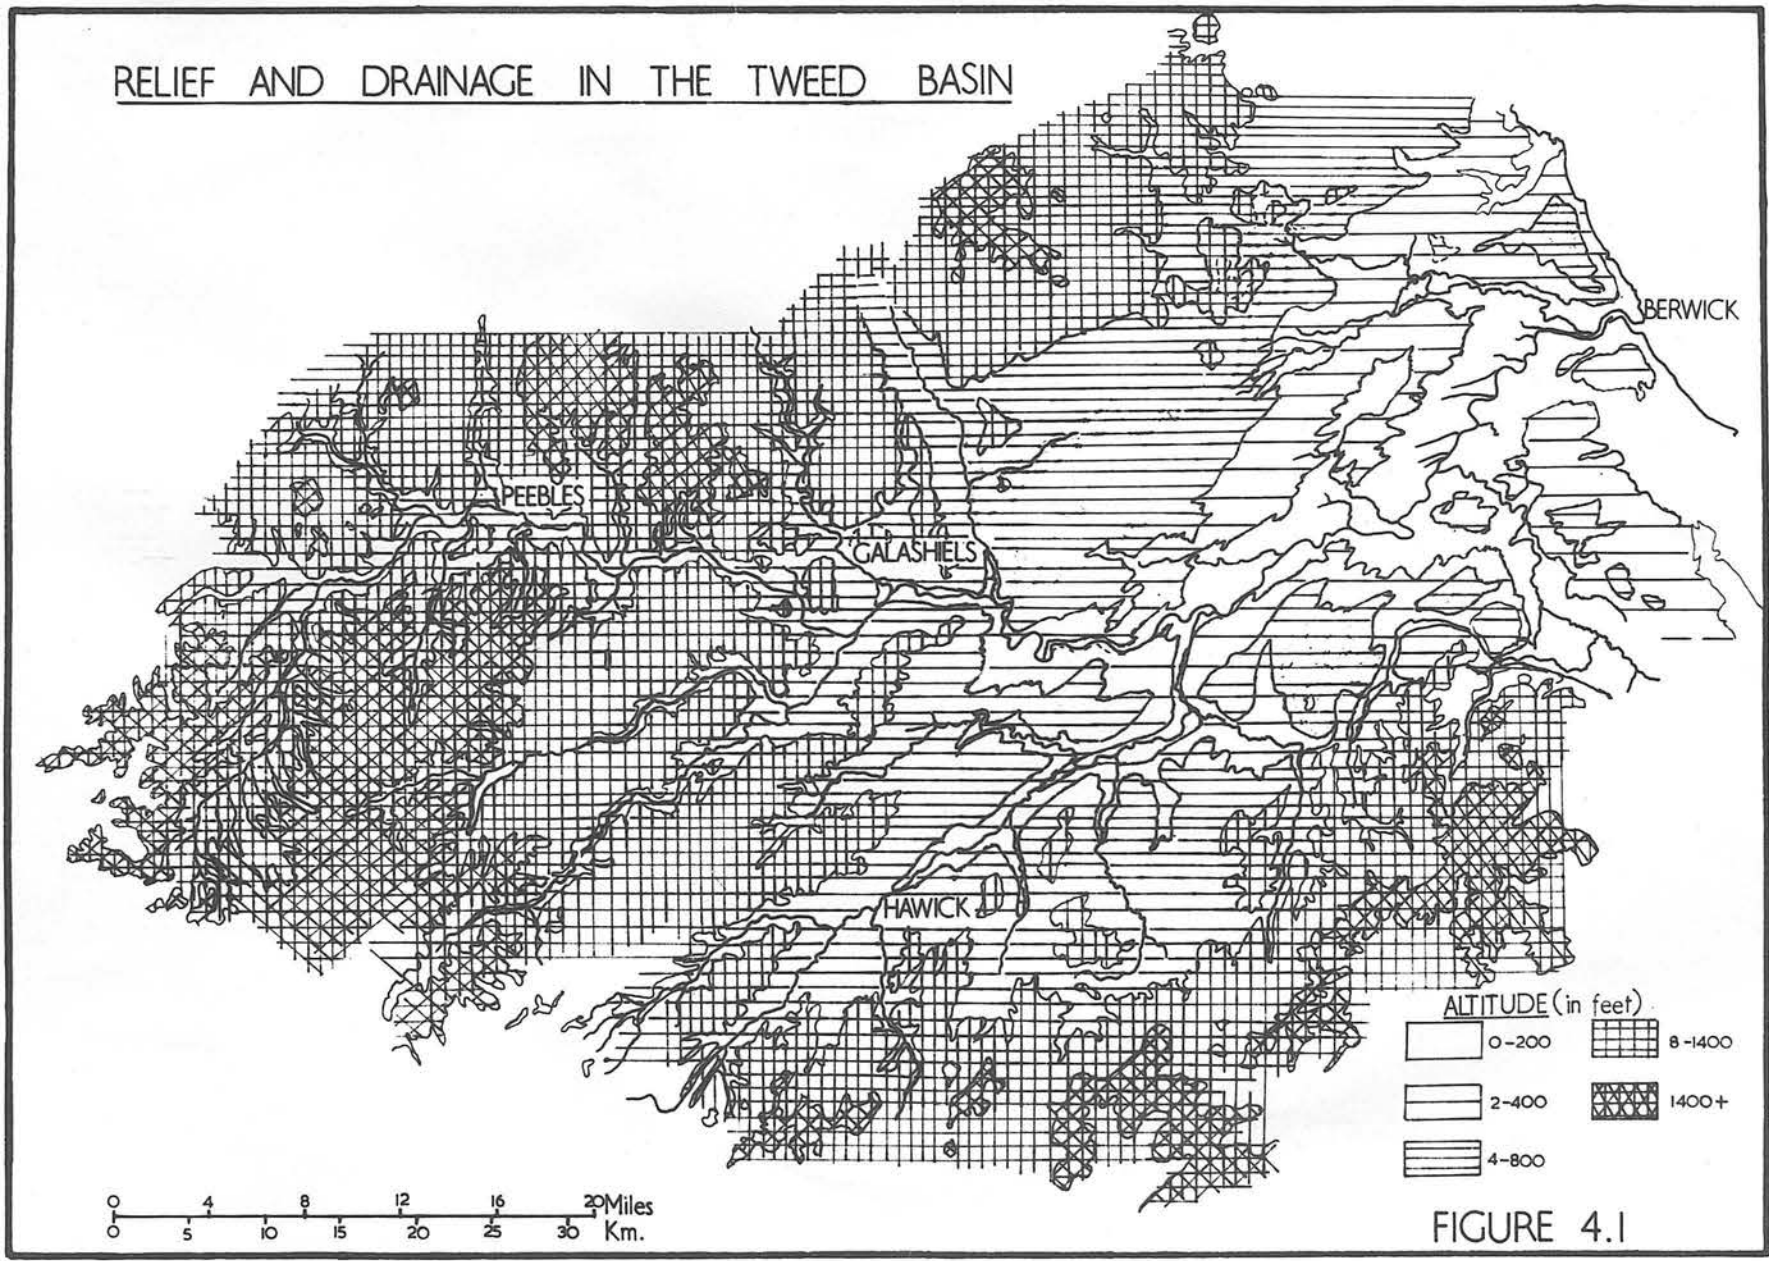 RELIEF AND DRAINAGE IN THE TWEED BASIN
BERWICK
PEEBLES
GALASHIELS
HAWICK
ALTITUDE (in feet)
0-200
8-1400
2-400
1400+
4-800
0 4 8 12 16 20 Miles
0 5 10 15 20 25 30 Km.
FIGURE 4.1